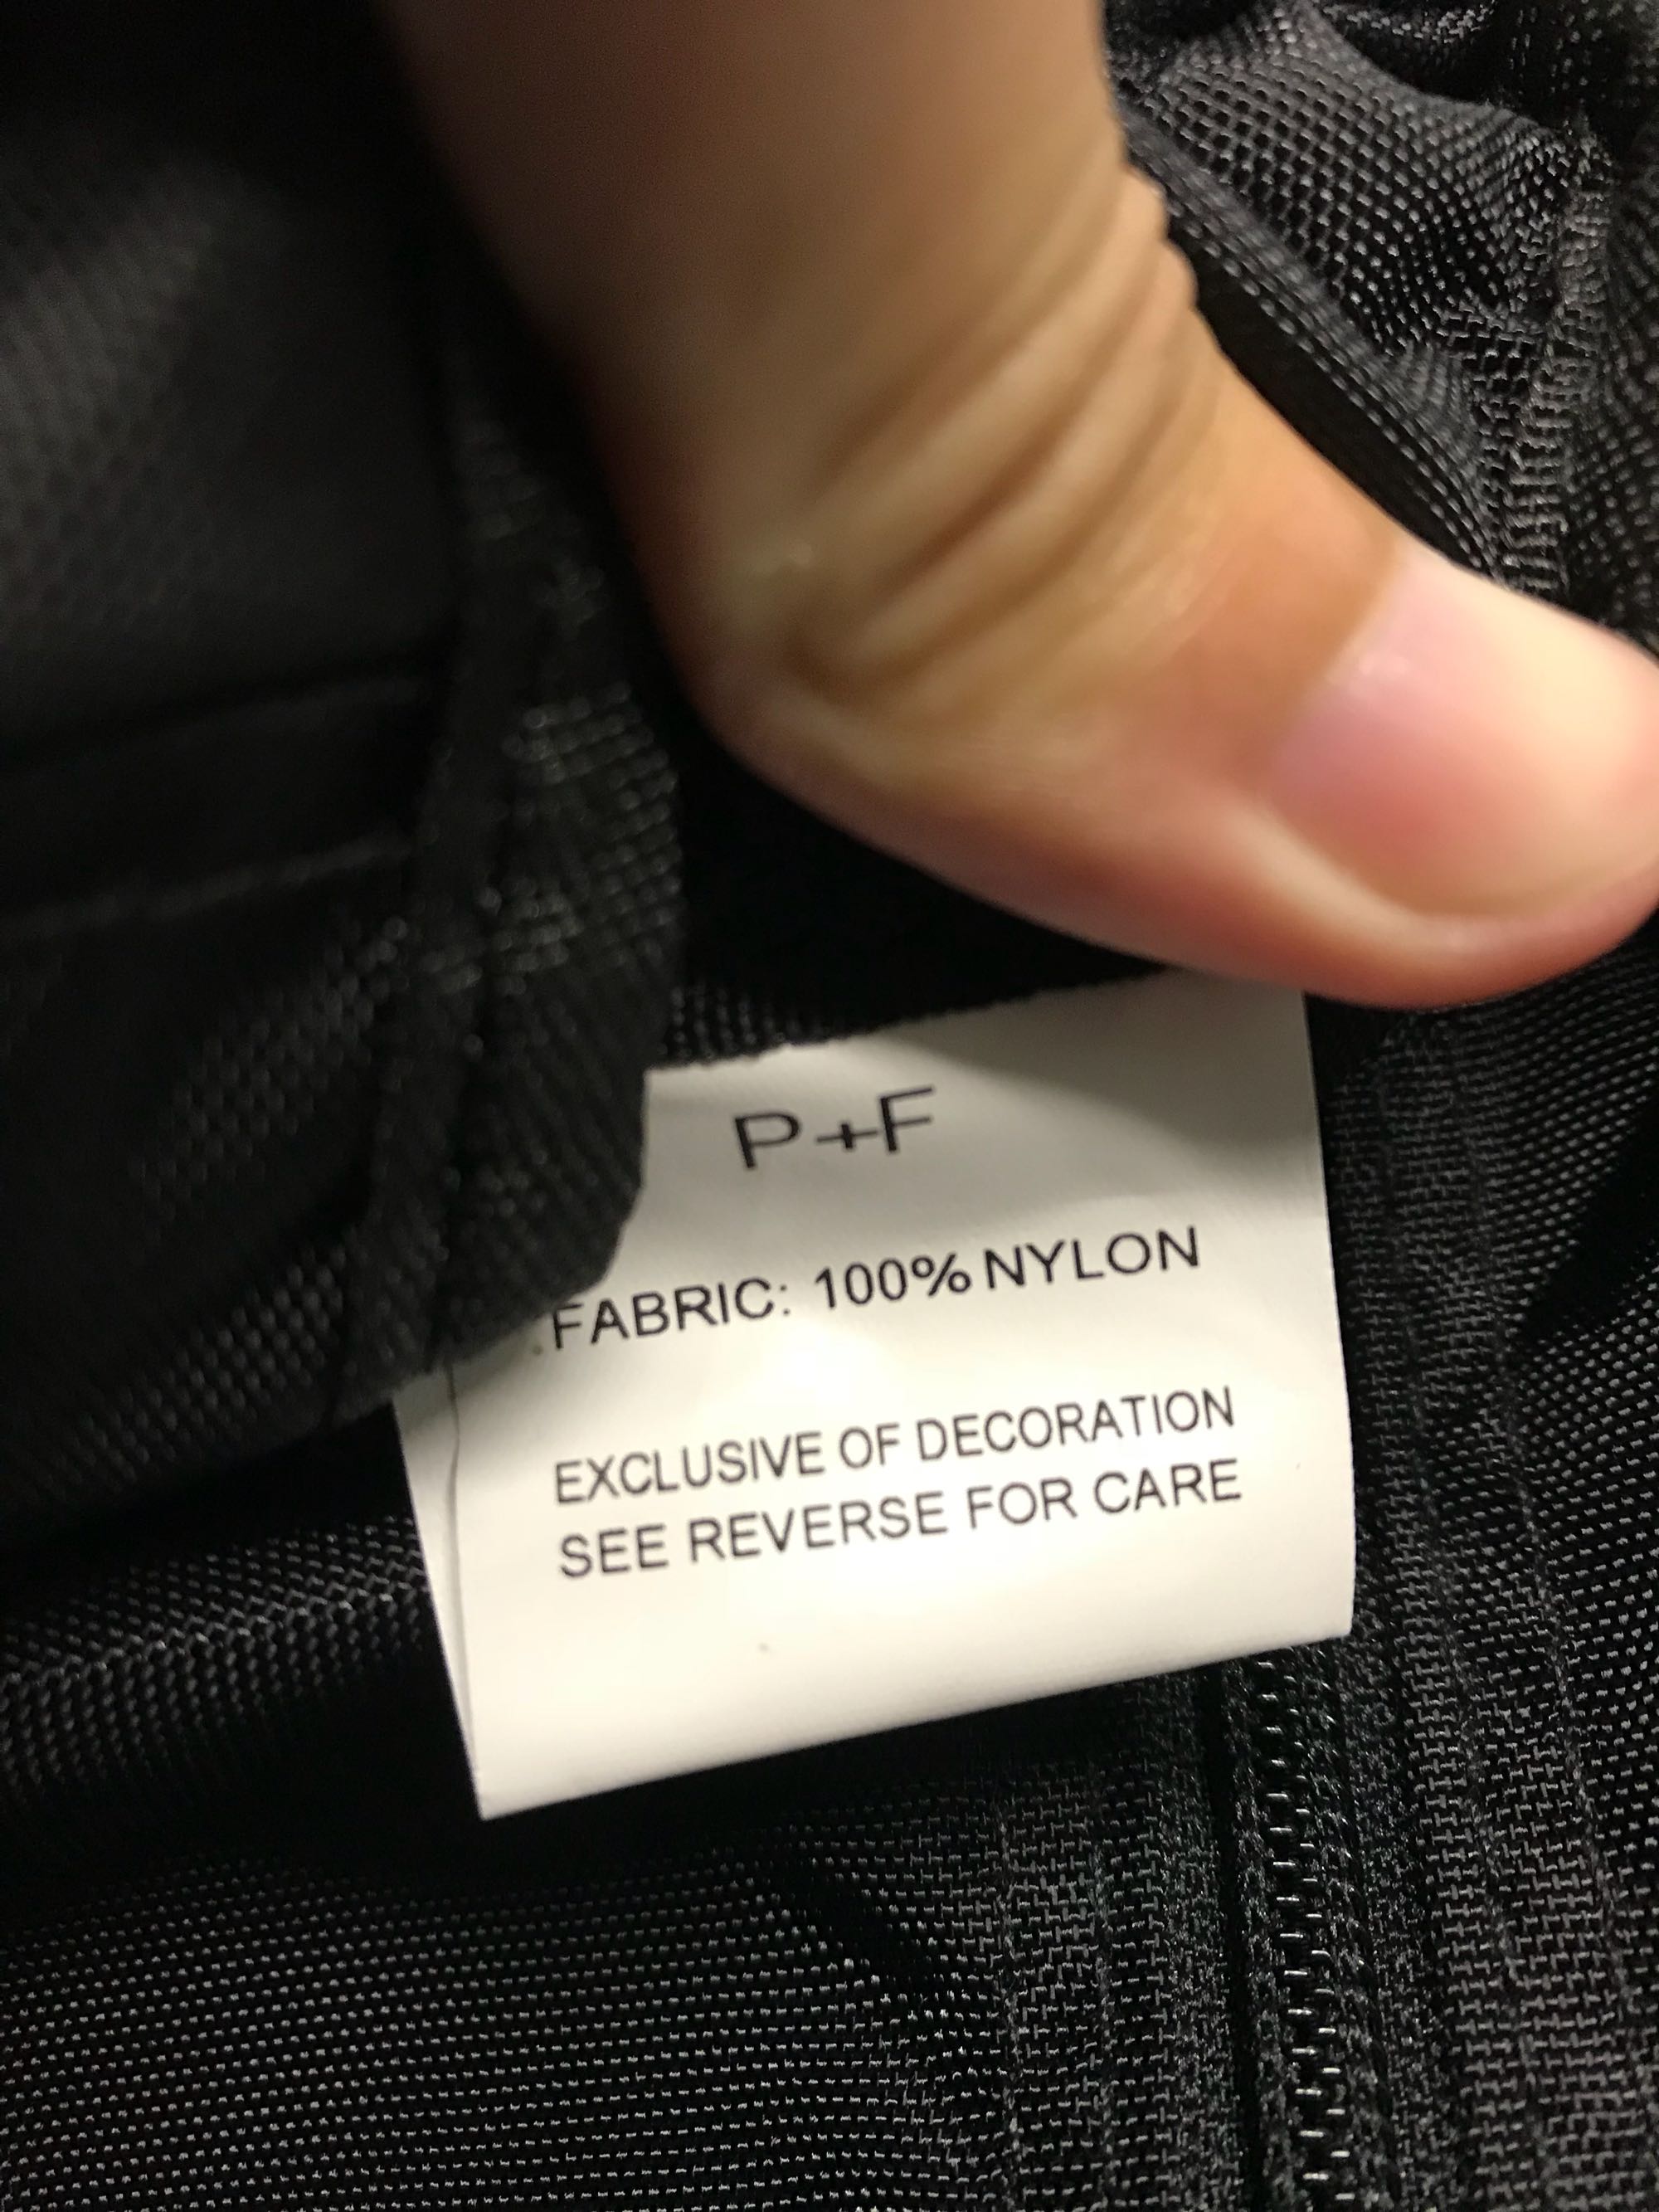 P+F
FABRIC: 100% NYLON
EXCLUSIVE OF DECORATION
SEE REVERSE FOR CARE